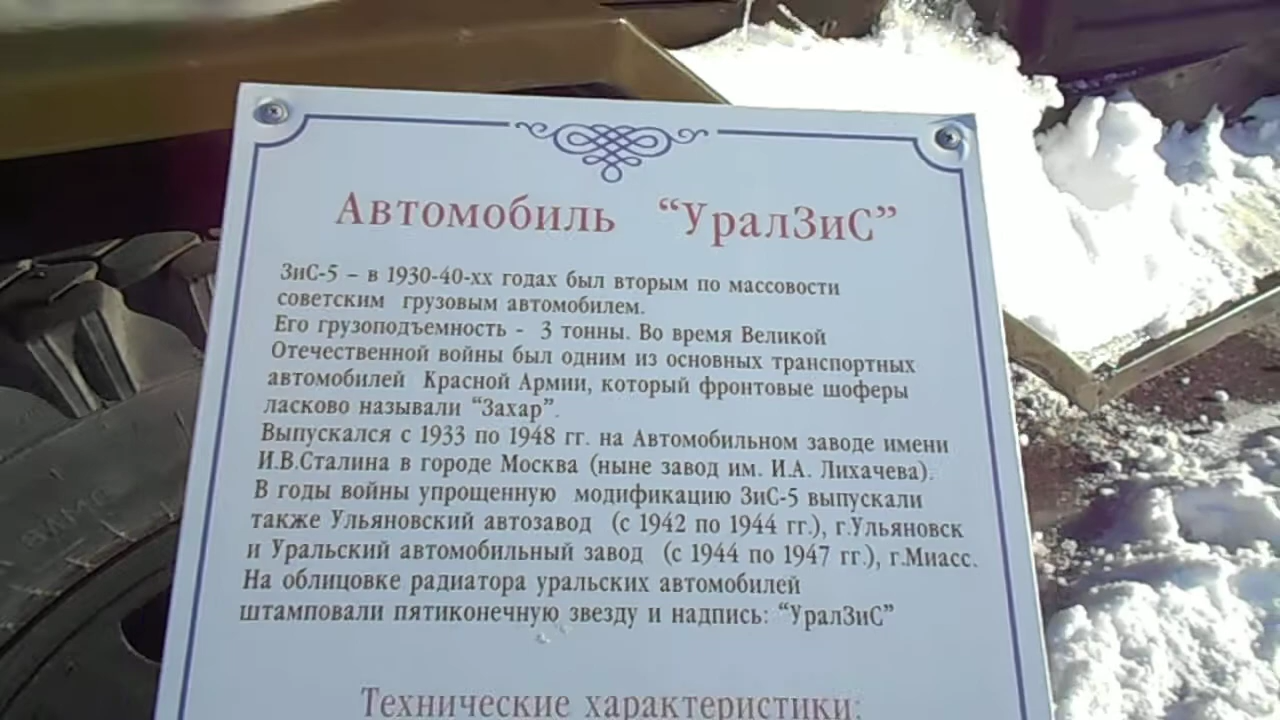 Автомобиль “УралЗиС”
ЗиС-5 – в 1930-40-хх годах был вторым по массовости
советским грузовым автомобилем.
Его грузоподъемность - 3 тонны. Во время Великой
Отечественной войны был одним из основных транспортных
автомобилей Красной Армии, который фронтовые шоферы
ласково называли “Захар”.
Выпускался с 1933 по 1948 гг. на Автомобильном заводе имени
И.В.Сталина в городе Москва (ныне завод им. И.А. Лихачева).
В годы войны упрощенную модификацию ЗиС-5 выпускали
также Ульяновский автозавод (с 1942 по 1944 гг.), г.Ульяновск
и Уральский автомобильный завод (с 1944 по 1947 гг.), г.Миасс.
На облицовке радиатора уральских автомобилей
штамповали пятиконечную звезду и надпись: “УралЗиС”
Технические характеристики: